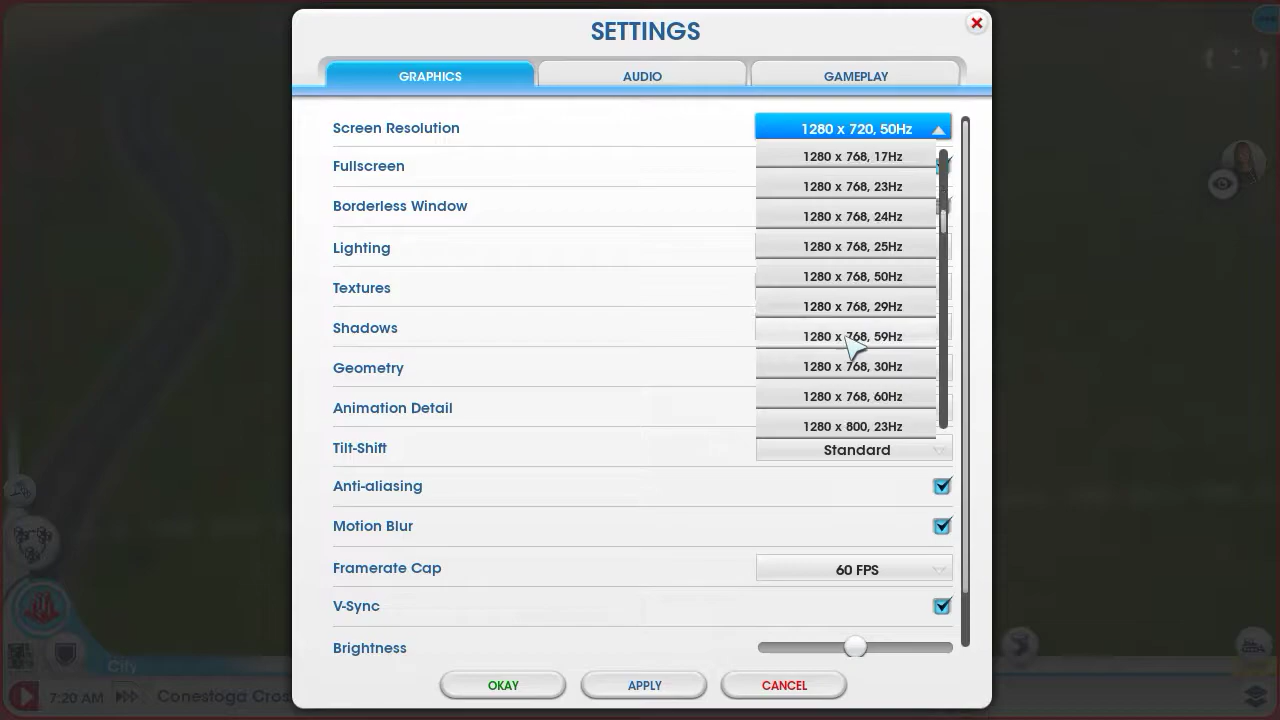 SETTINGS
GRAPHICS
AUDIO
GAMEPLAY
Screen Resolution
1280 x 720, 50Hz
1280 x 768, 17Hz
Fullscreen
1280 x 768, 23Hz
Borderless Window
1280 x 768, 24Hz
Lighting
1280 x 768, 25Hz
Textures
1280 x 768, 50Hz
1280 x 768, 29Hz
Shadows
1280 x 768, 59Hz
Geometry
1280 x 768, 30Hz
1280 x 768, 60Hz
Animation Detail
1280 x 800, 23Hz
Tilt-Shift
Standard
Anti-aliasing
Motion Blur
Framerate Cap
60 FPS
V-Sync
Brightness
OKAY
APPLY
CANCEL
City
7:20 AM
Conestoga Cros